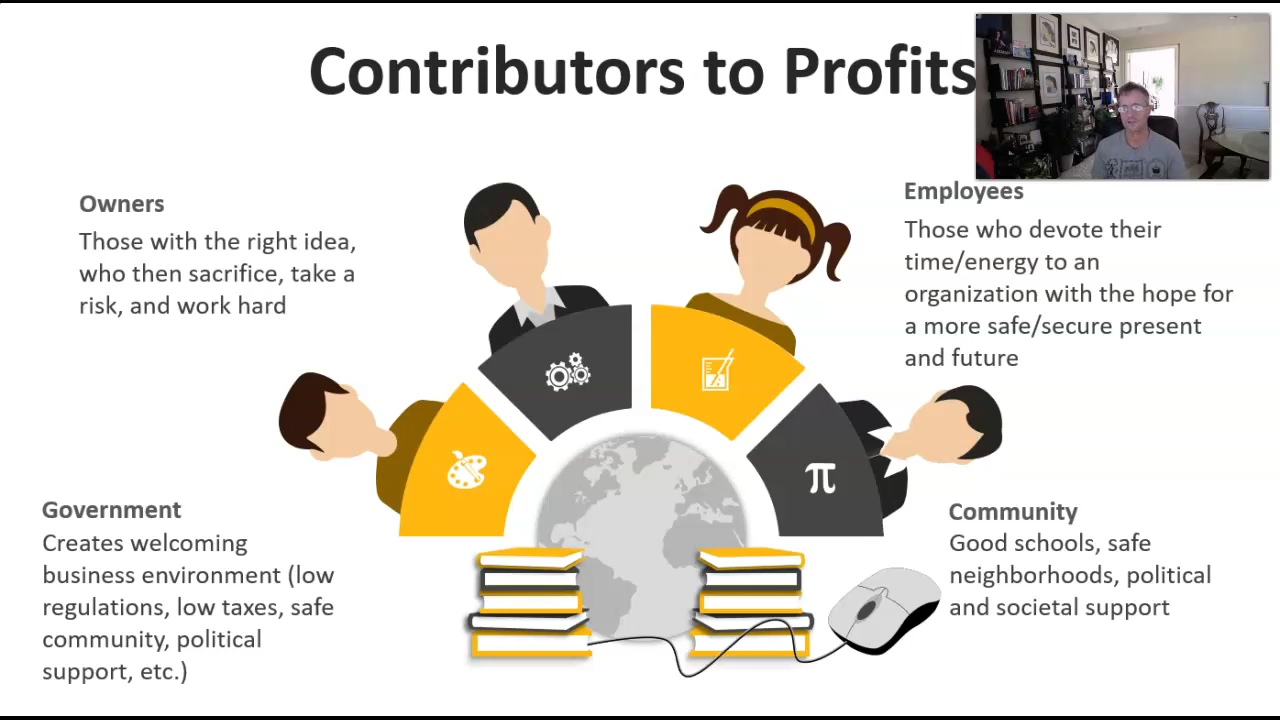 Contributors to Profits
Owners
Those with the right idea,
who then sacrifice, take a
risk, and work hard
Employees
Those who devote their
time/energy to an
organization with the hope for
a more safe/secure present
and future
π
Government
Creates welcoming
business environment (low
regulations, low taxes, safe
community, political
support, etc.)
Community
Good schools, safe
neighborhoods, political
and societal support